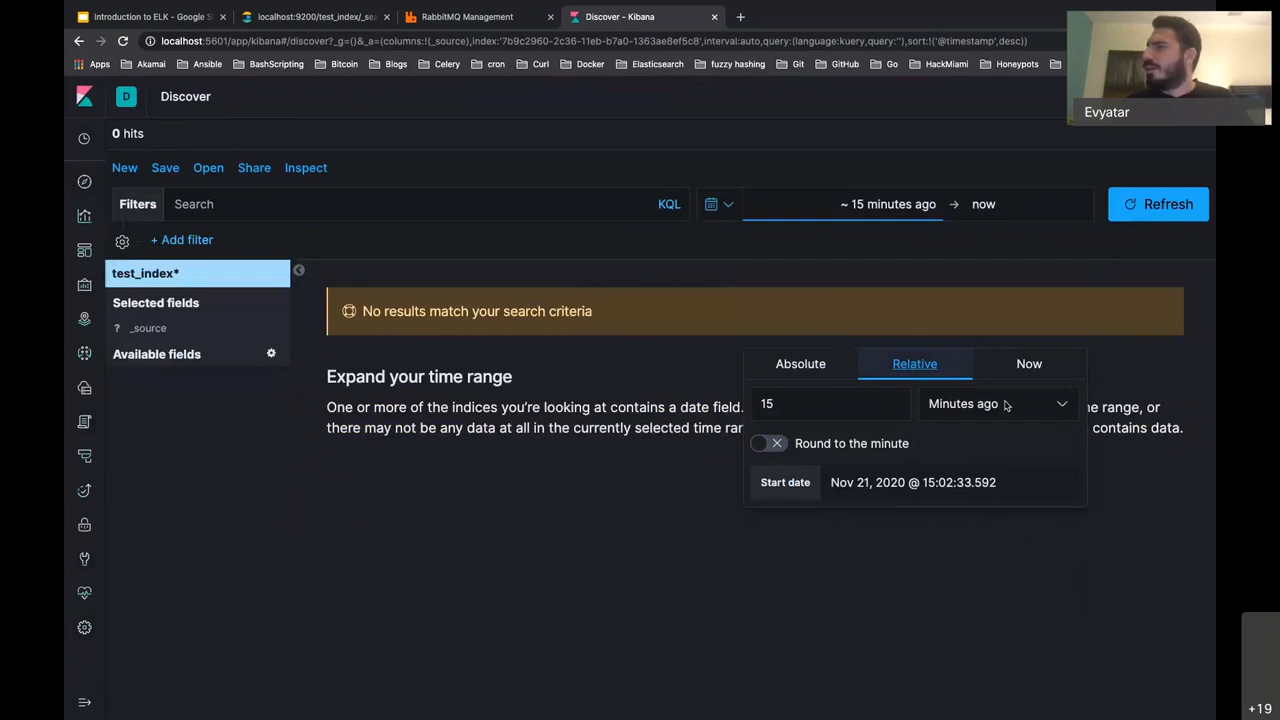 Introduction to ELK - Google S
localhost:9200/test_index/_sea
RabbitMQ Management
Discover - Kibana
localhost:5601/app/kibana#/discover?_g=()&_a=(columns:!(_source),index:'7b9c2960-2c36-11eb-b7a0-1363ae8ef5c8',interval:auto,query:(language:kuery,query:''),sort:!('@timestamp',desc))
Apps
Akamai
Ansible
BashScripting
Bitcoin
Blogs
Celery
cron
Curl
Docker
Elasticsearch
fuzzy hashing
Git
GitHub
Go
HackMiami
Honeypots
Evyatar
D
Discover
0 hits
New
Save
Open
Share
Inspect
Filters
Search
KQL
~ 15 minutes ago
now
Refresh
+ Add filter
test_index*
Selected fields
? _source
Available fields
No results match your search criteria
Expand your time range
One or more of the indices you're looking at contains a date field.
he range, or
there may not be any data at all in the currently selected time ran
contains data.
Absolute
Relative
Now
15
Minutes ago
Round to the minute
Start date
Nov 21, 2020 @ 15:02:33.592
+19